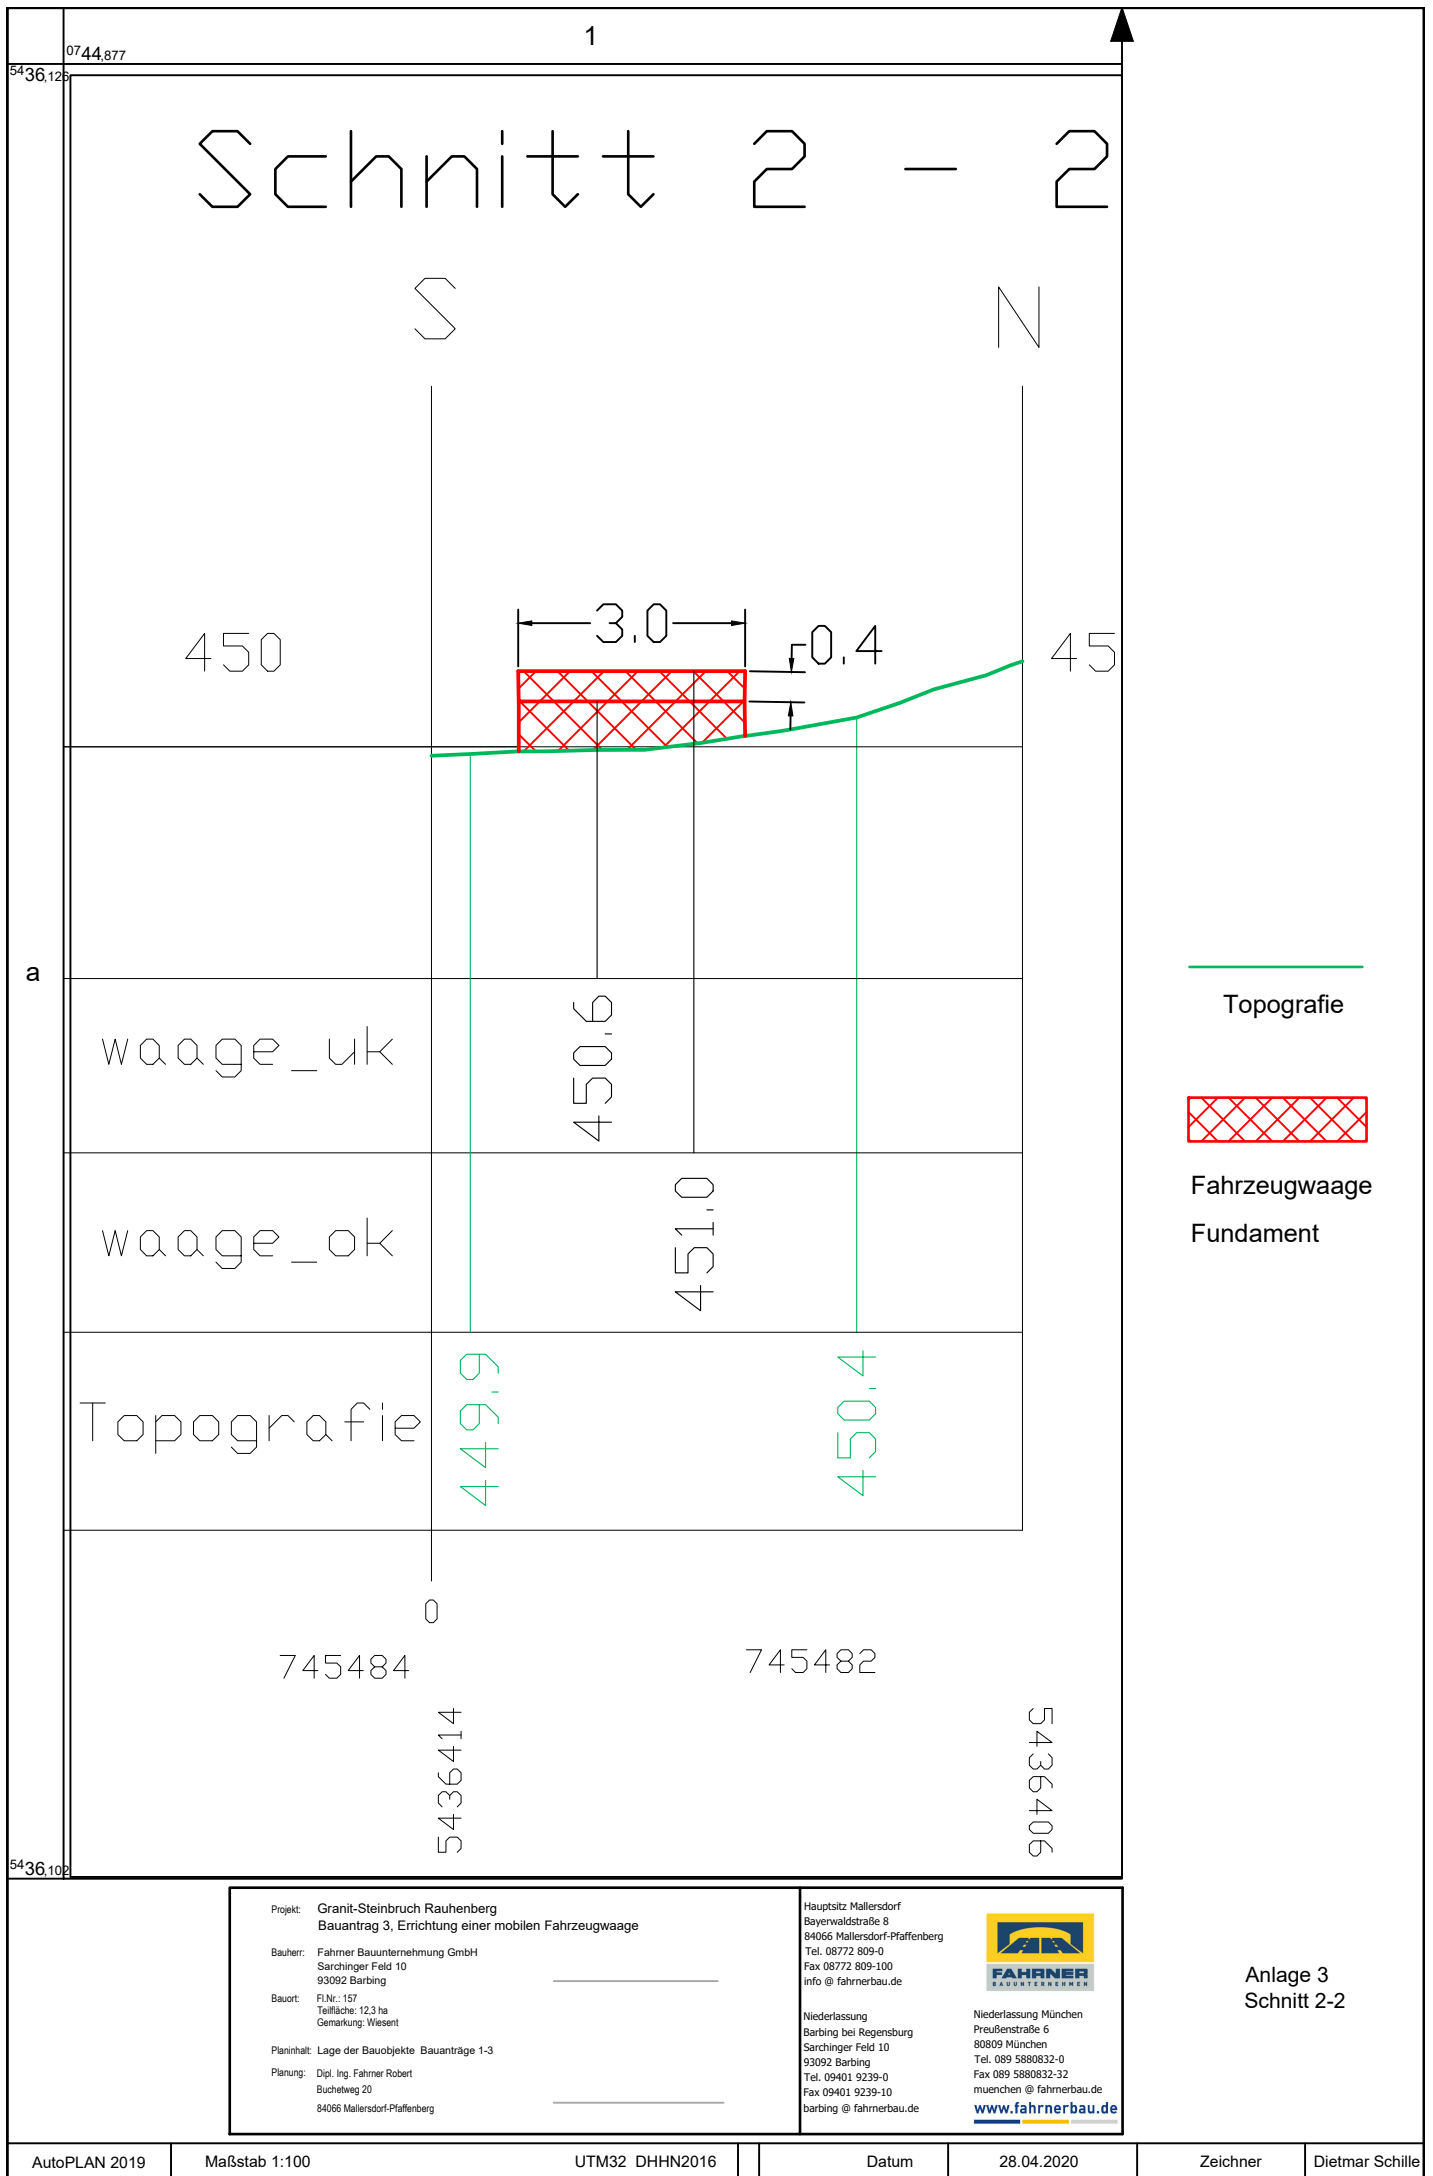 1
0744,877
5436,126
Schnitt 2 - 2
S N
3.0
0.4
450
45
a
waage_uk
450.6
waage_ok
451.0
Topografie
449.9
450.4
0
745484
745482
5436414
5436406
5436,102
Topografie
Fahrzeugwaage
Fundament
Projekt: Granit-Steinbruch Rauhenberg
Bauantrag 3, Errichtung einer mobilen Fahrzeugwaage
Bauherr: Fahrner Bauunternehmung GmbH
Sarchinger Feld 10
93092 Barbing
Bauort: Fl.Nr.: 157
Teilfläche: 12,3 ha
Gemarkung: Wiesent
Planinhalt: Lage der Bauobjekte Bauanträge 1-3
Planung: Dipl. Ing. Fahrner Robert
Buchetweg 20
84066 Mallersdorf-Pfaffenberg
Hauptsitz Mallersdorf
Bayerwaldstraße 8
84066 Mallersdorf-Pfaffenberg
Tel. 08772 809-0
Fax 08772 809-100
info @ fahrnerbau.de
Niederlassung
Barbing bei Regensburg
Sarchinger Feld 10
93092 Barbing
Tel. 09401 9239-0
Fax 09401 9239-10
barbing @ fahrnerbau.de
FAHRNER
BAUUNTERNEHMEN
Niederlassung München
Preußenstraße 6
80809 München
Tel. 089 5880832-0
Fax 089 5880832-32
muenchen @ fahrnerbau.de
www.fahrnerbau.de
Anlage 3
Schnitt 2-2
AutoPLAN 2019 Maßstab 1:100 UTM32 DHHN2016 Datum 28.04.2020 Zeichner Dietmar Schille